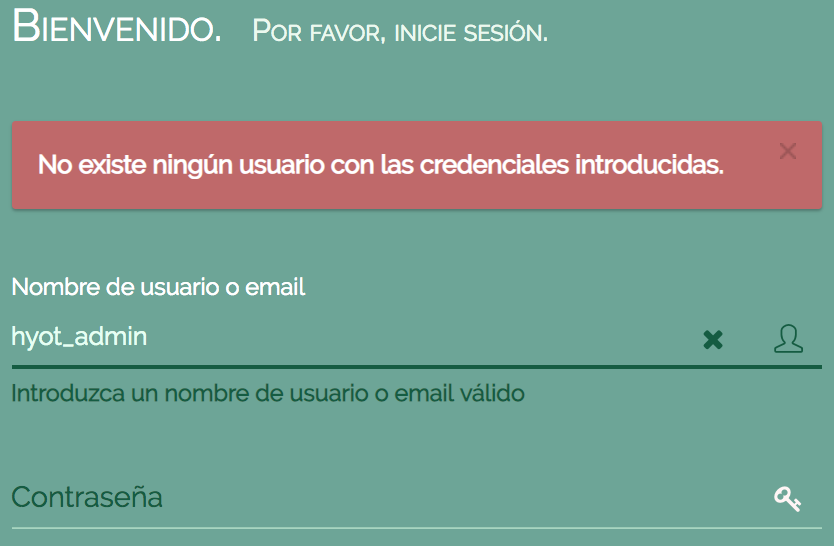 Bienvenido. Por favor, inicie sesión.
No existe ningún usuario con las credenciales introducidas.
Nombre de usuario o email
hyot_admin
Introduzca un nombre de usuario o email válido
Contraseña